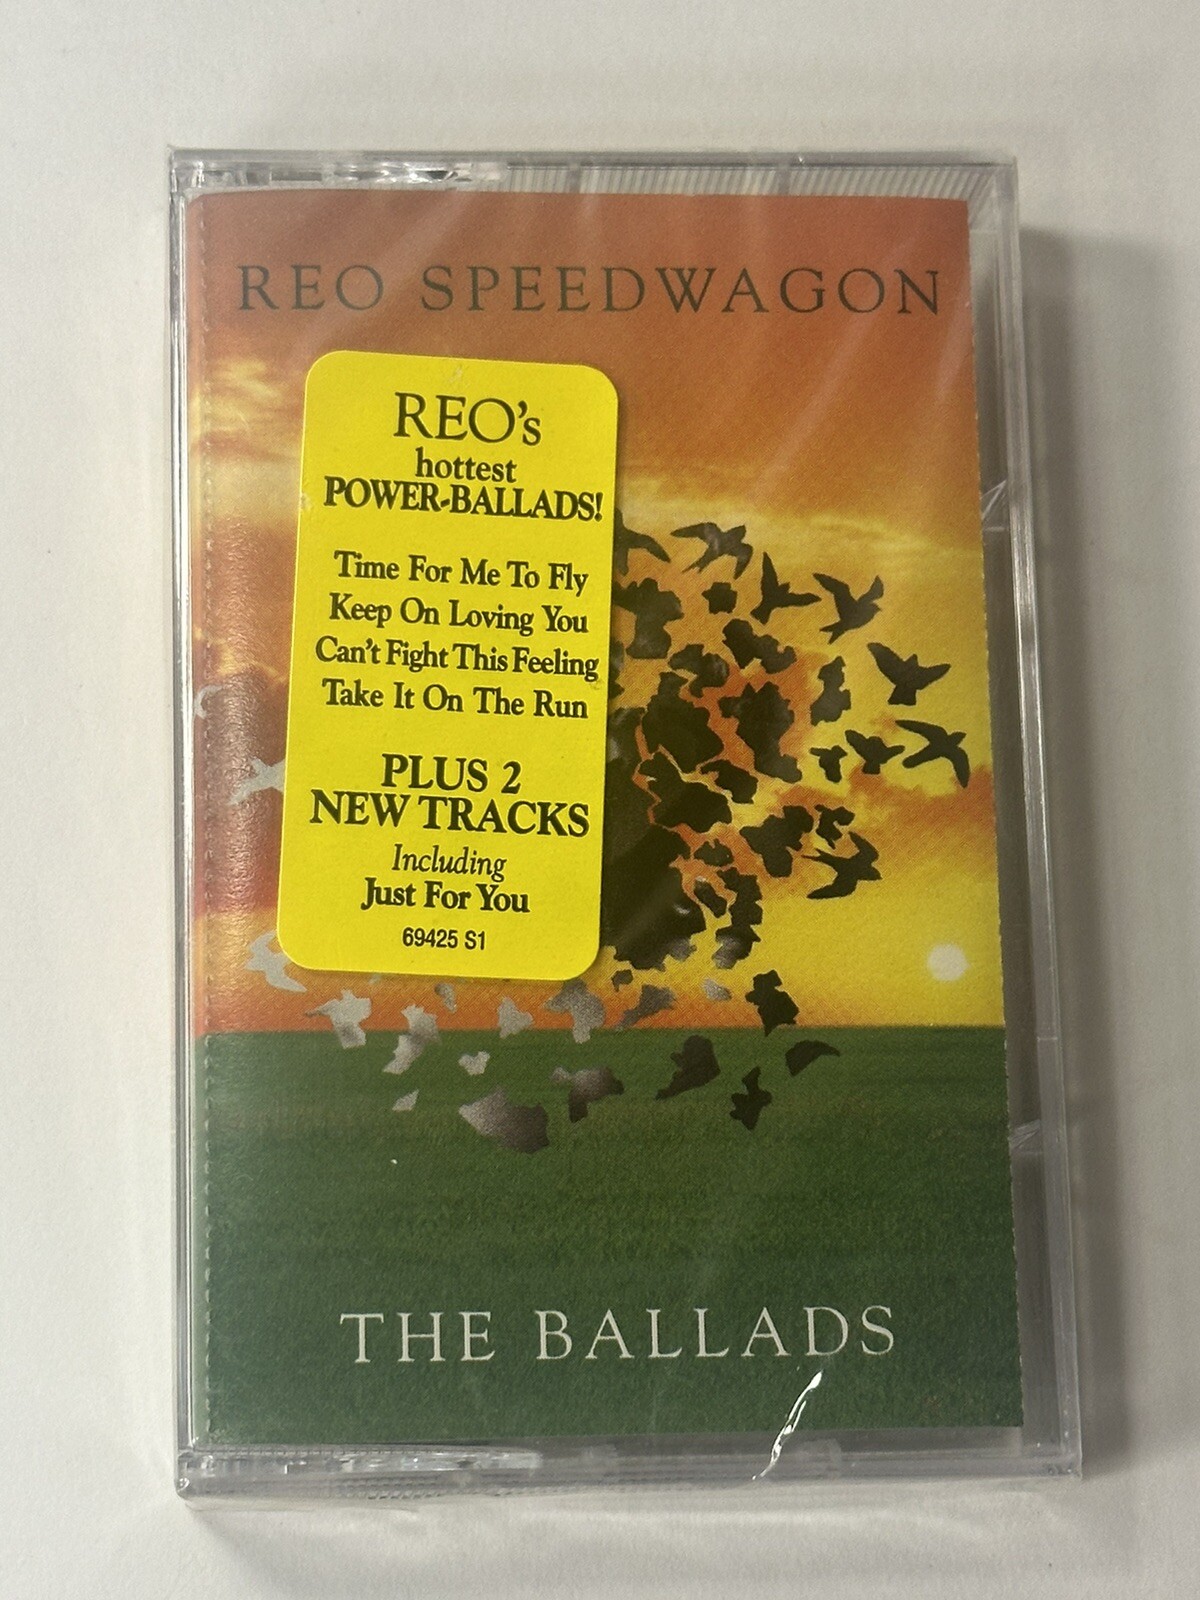 REO SPEEDWAGON
REO's
hottest
POWER-BALLADS!
Time For Me To Fly
Keep On Loving You
Can't Fight This Feeling
Take It On The Run
PLUS 2
NEW TRACKS
Including
Just For You
69425 S1
THE BALLADS